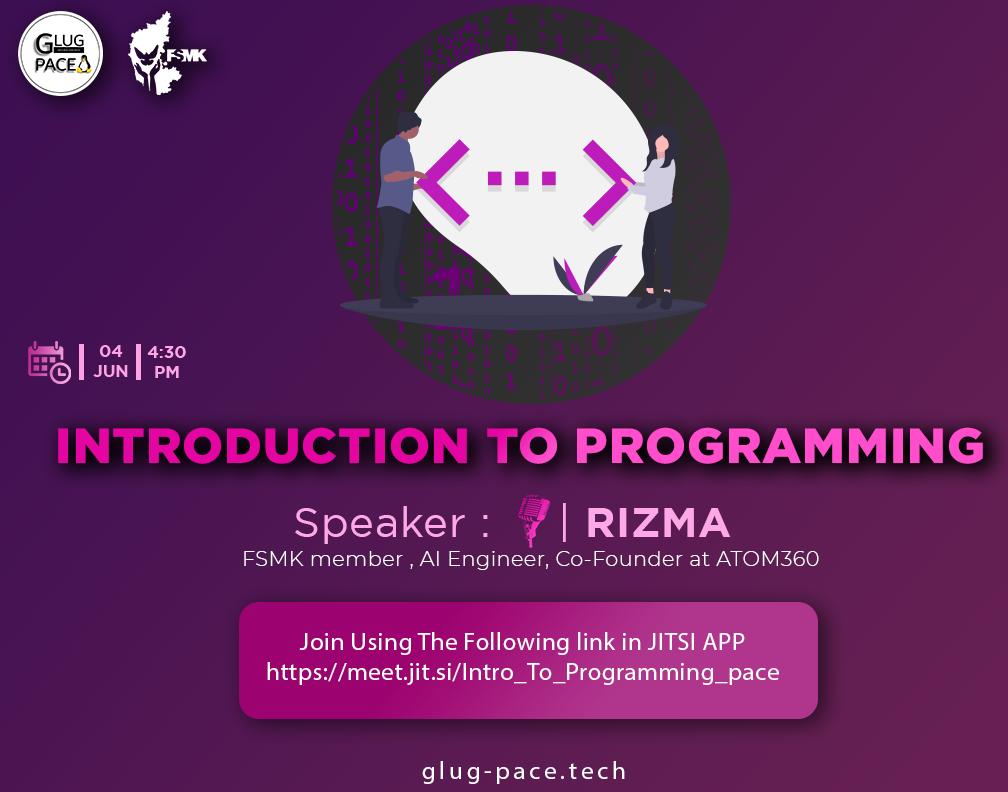 GLUG
PACE
FSMK
04
JUN
4:30
PM
INTRODUCTION TO PROGRAMMING
Speaker : | RIZMA
FSMK member , AI Engineer, Co-Founder at ATOM360
Join Using The Following link in JITSI APP
https://meet.jit.si/Intro_To_Programming_pace
glug-pace.tech